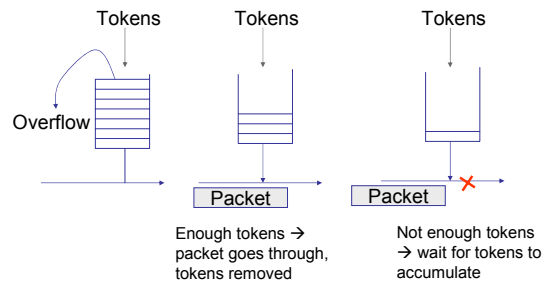 Tokens
Tokens
Tokens
Overflow
Packet
Packet
Enough tokens →
packet goes through,
tokens removed
Not enough tokens
→ wait for tokens to
accumulate